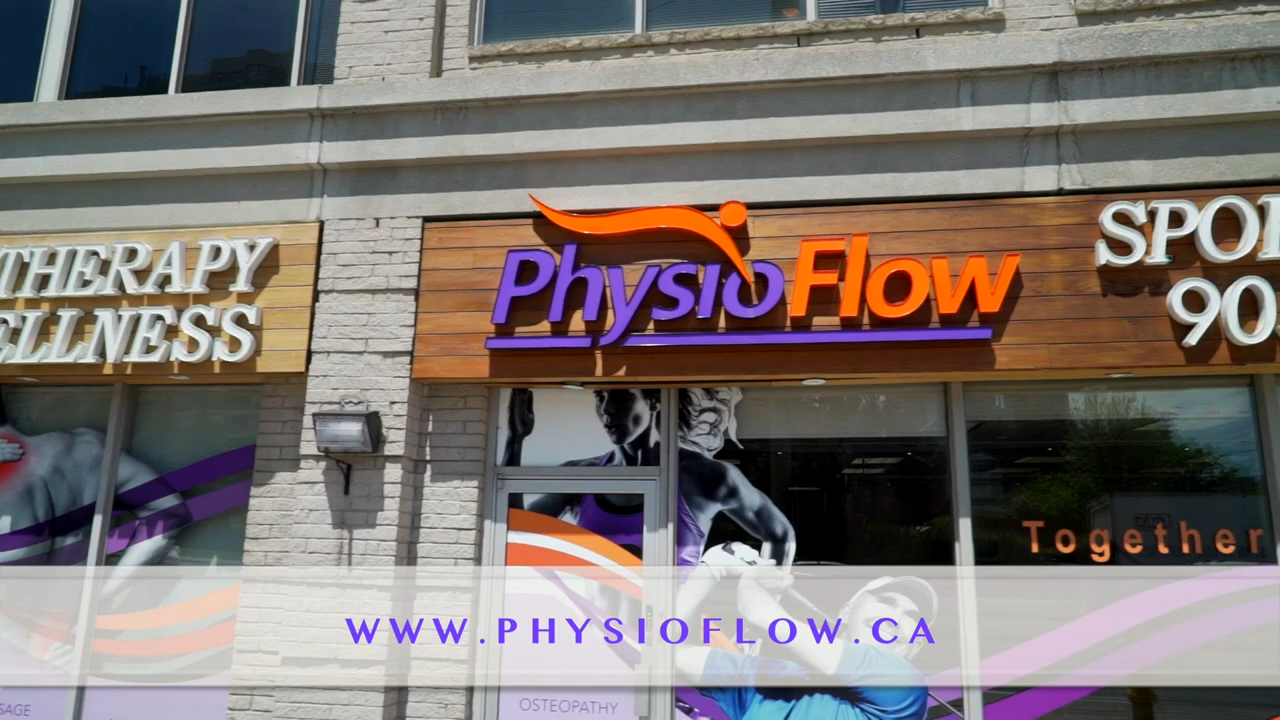 THERAPY
ELLNESS
PhysioFlow
SPO
90
Together
WWW.PHYSIOFLOW.CA
SAGE
OSTEOPATHY